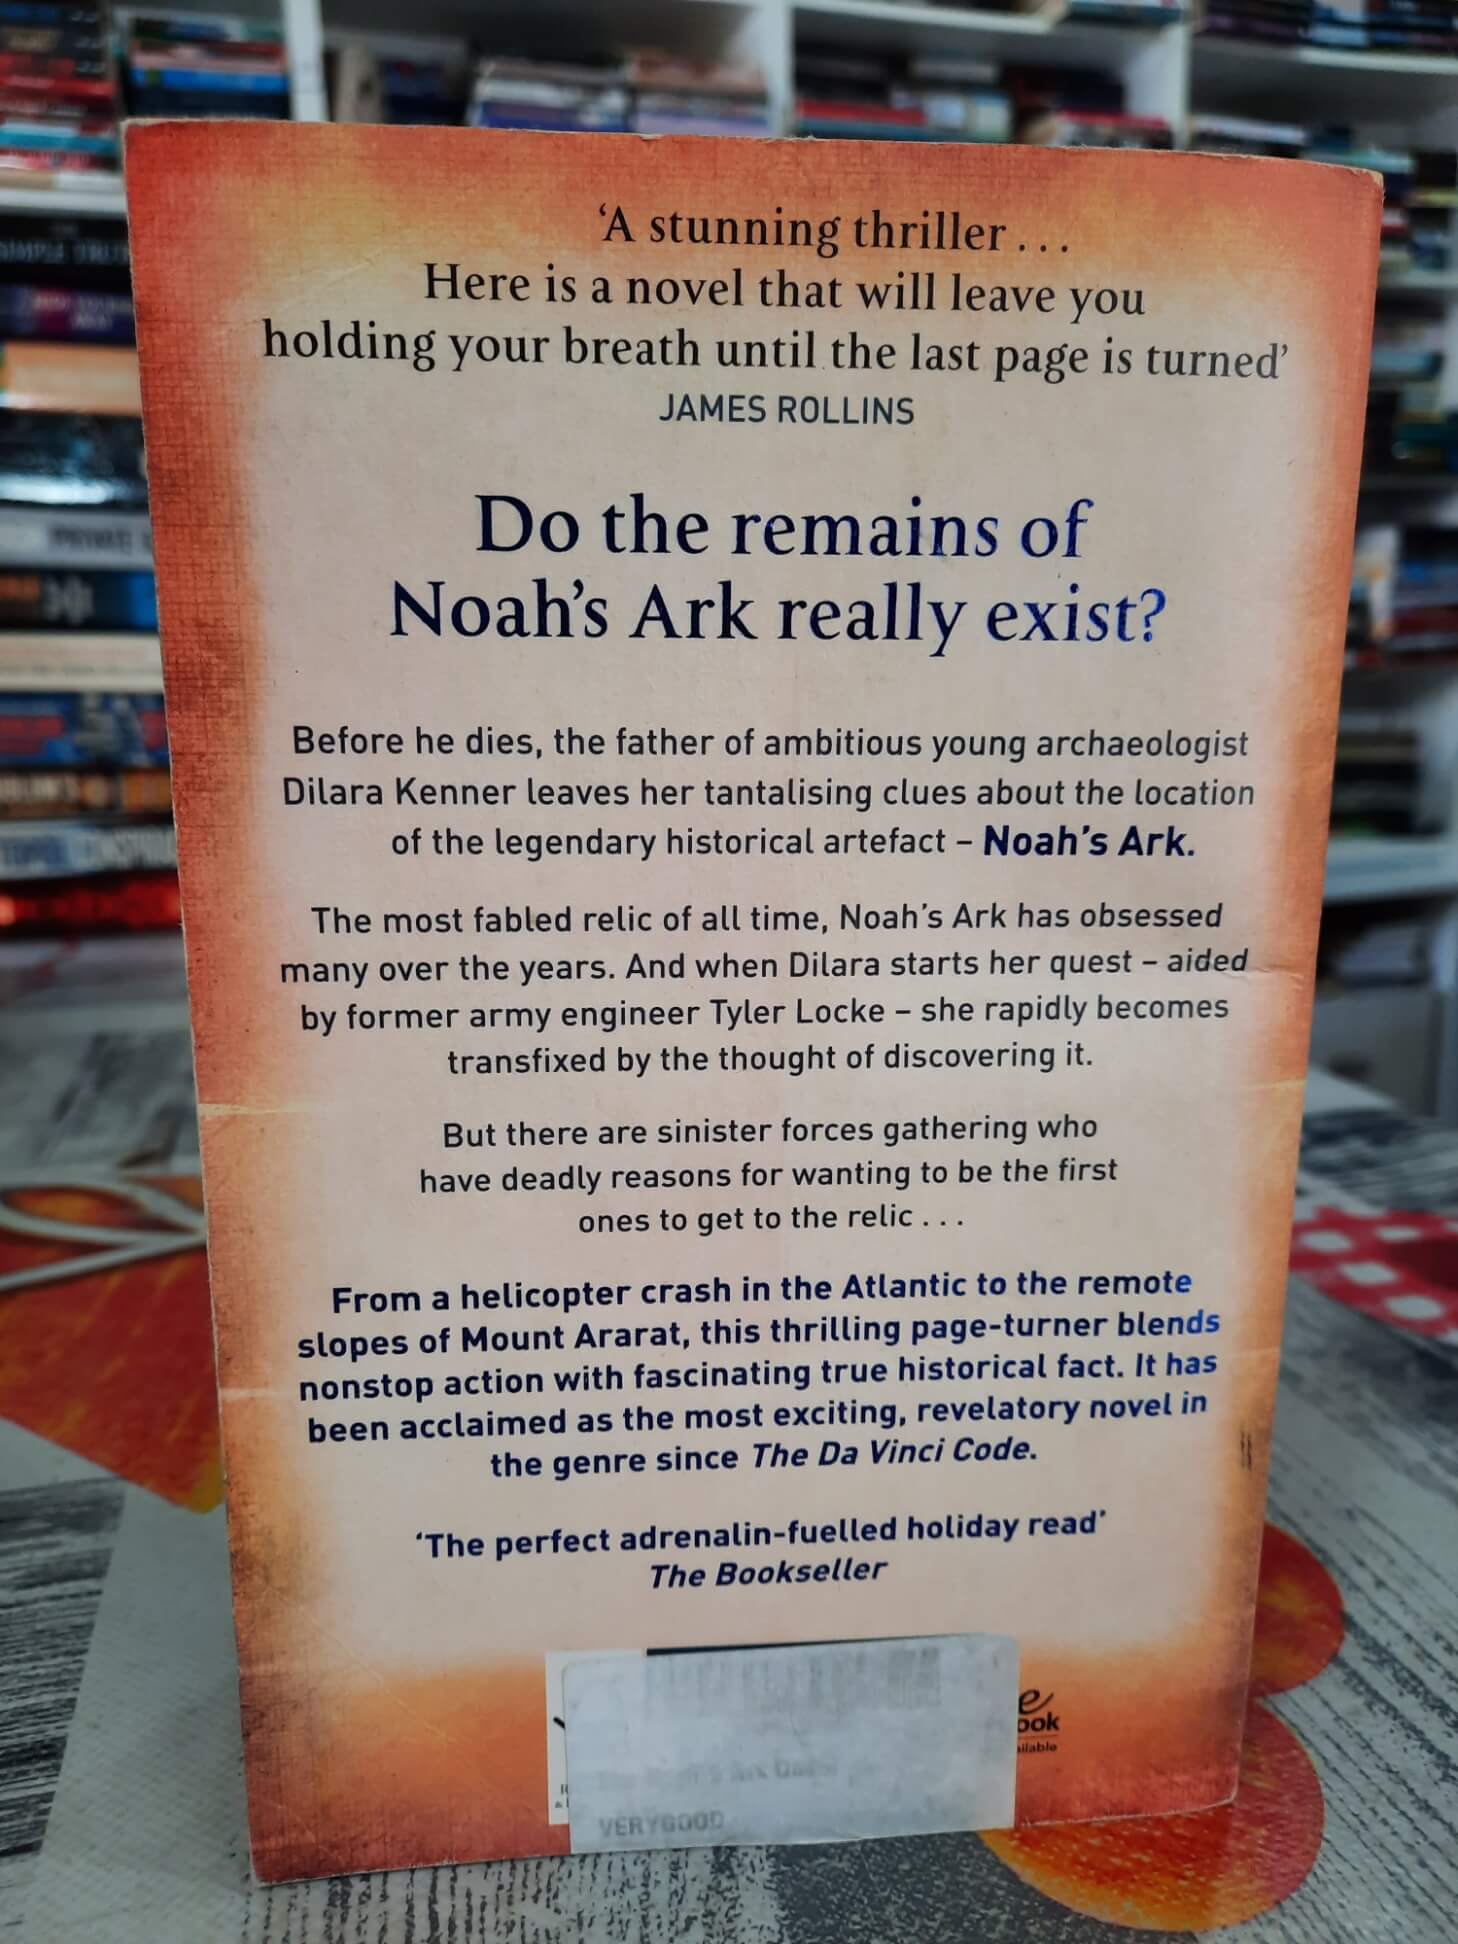 ‘A stunning thriller . . .
Here is a novel that will leave you
holding your breath until the last page is turned’
JAMES ROLLINS
Do the remains of
Noah’s Ark really exist?
Before he dies, the father of ambitious young archaeologist
Dilara Kenner leaves her tantalising clues about the location
of the legendary historical artefact – Noah’s Ark.
The most fabled relic of all time, Noah’s Ark has obsessed
many over the years. And when Dilara starts her quest – aided
by former army engineer Tyler Locke – she rapidly becomes
transfixed by the thought of discovering it.
But there are sinister forces gathering who
have deadly reasons for wanting to be the first
ones to get to the relic . . .
From a helicopter crash in the Atlantic to the remote
slopes of Mount Ararat, this thrilling page-turner blends
nonstop action with fascinating true historical fact. It has
been acclaimed as the most exciting, revelatory novel in
the genre since The Da Vinci Code.
‘The perfect adrenalin-fuelled holiday read’
The Bookseller
e
ook
ilable
VERYGOOD